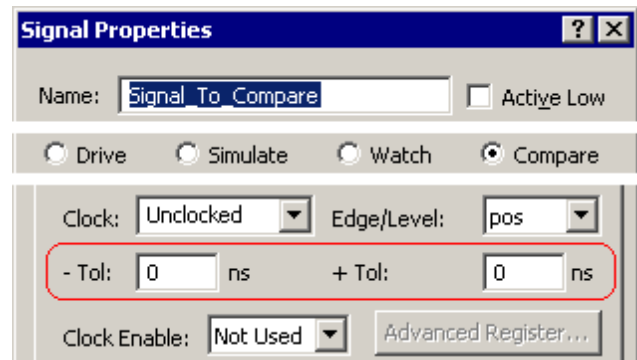 Signal Properties ? X
Name: Signal_To_Compare Active Low
Drive Simulate Watch Compare
Clock: Unclocked Edge/Level: pos
- Tol: 0 ns + Tol: 0 ns
Clock Enable: Not Used Advanced Register...